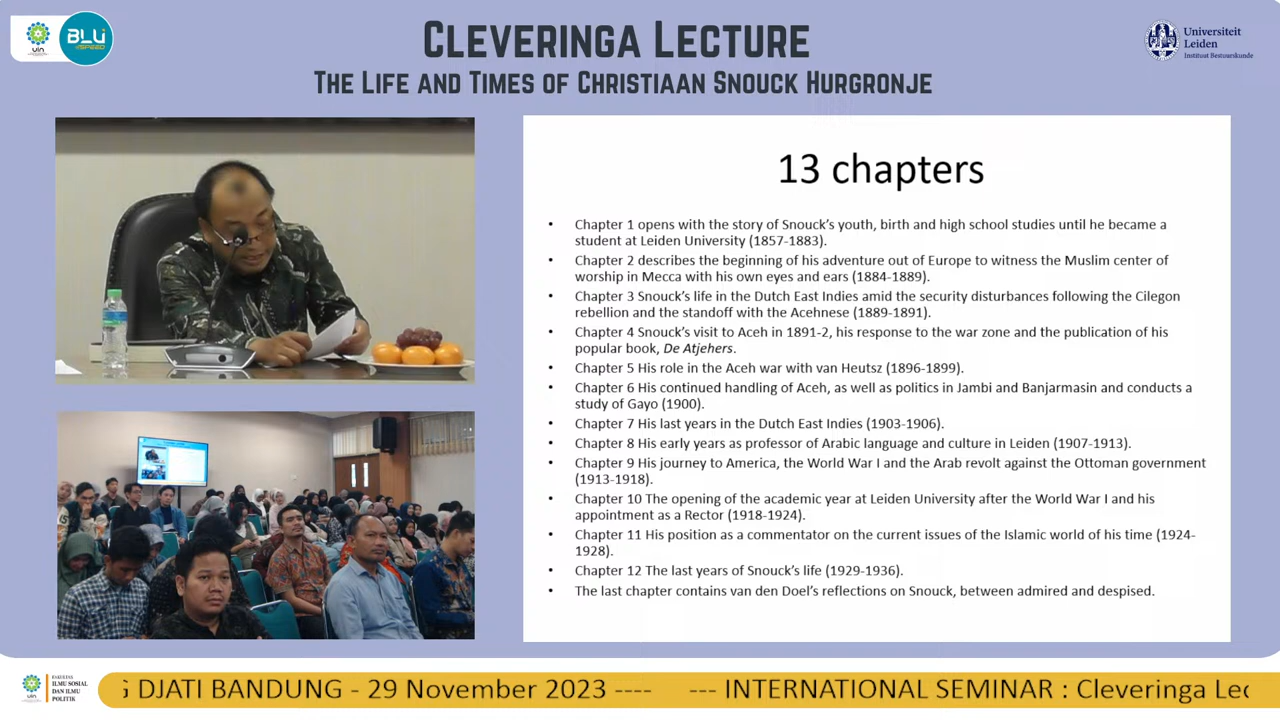 uin
BLU
SPEED
CLEVERINGA LECTURE
THE LIFE AND TIMES OF CHRISTIAAN SNOUCK HURGRONJE
Universiteit
Leiden
Instituut Bestuurskunde
13 chapters
• Chapter 1 opens with the story of Snouck's youth, birth and high school studies until he became a
student at Leiden University (1857-1883).
• Chapter 2 describes the beginning of his adventure out of Europe to witness the Muslim center of
worship in Mecca with his own eyes and ears (1884-1889).
• Chapter 3 Snouck's life in the Dutch East Indies amid the security disturbances following the Cilegon
rebellion and the standoff with the Acehnese (1889-1891).
• Chapter 4 Snouck's visit to Aceh in 1891-2, his response to the war zone and the publication of his
popular book, De Atjehers.
• Chapter 5 His role in the Aceh war with van Heutsz (1896-1899).
• Chapter 6 His continued handling of Aceh, as well as politics in Jambi and Banjarmasin and conducts a
study of Gayo (1900).
• Chapter 7 His last years in the Dutch East Indies (1903-1906).
• Chapter 8 His early years as professor of Arabic language and culture in Leiden (1907-1913).
• Chapter 9 His journey to America, the World War I and the Arab revolt against the Ottoman government
(1913-1918).
• Chapter 10 The opening of the academic year at Leiden University after the World War I and his
appointment as a Rector (1918-1924).
• Chapter 11 His position as a commentator on the current issues of the Islamic world of his time (1924-
1928).
• Chapter 12 The last years of Snouck's life (1929-1936).
• The last chapter contains van den Doel's reflections on Snouck, between admired and despised.
uin
FAKULTAS
ILMU SOSIAL
DAN ILMU
POLITIK
G DJATI BANDUNG - 29 November 2023 ---- --- INTERNATIONAL SEMINAR : Cleveringa Lec